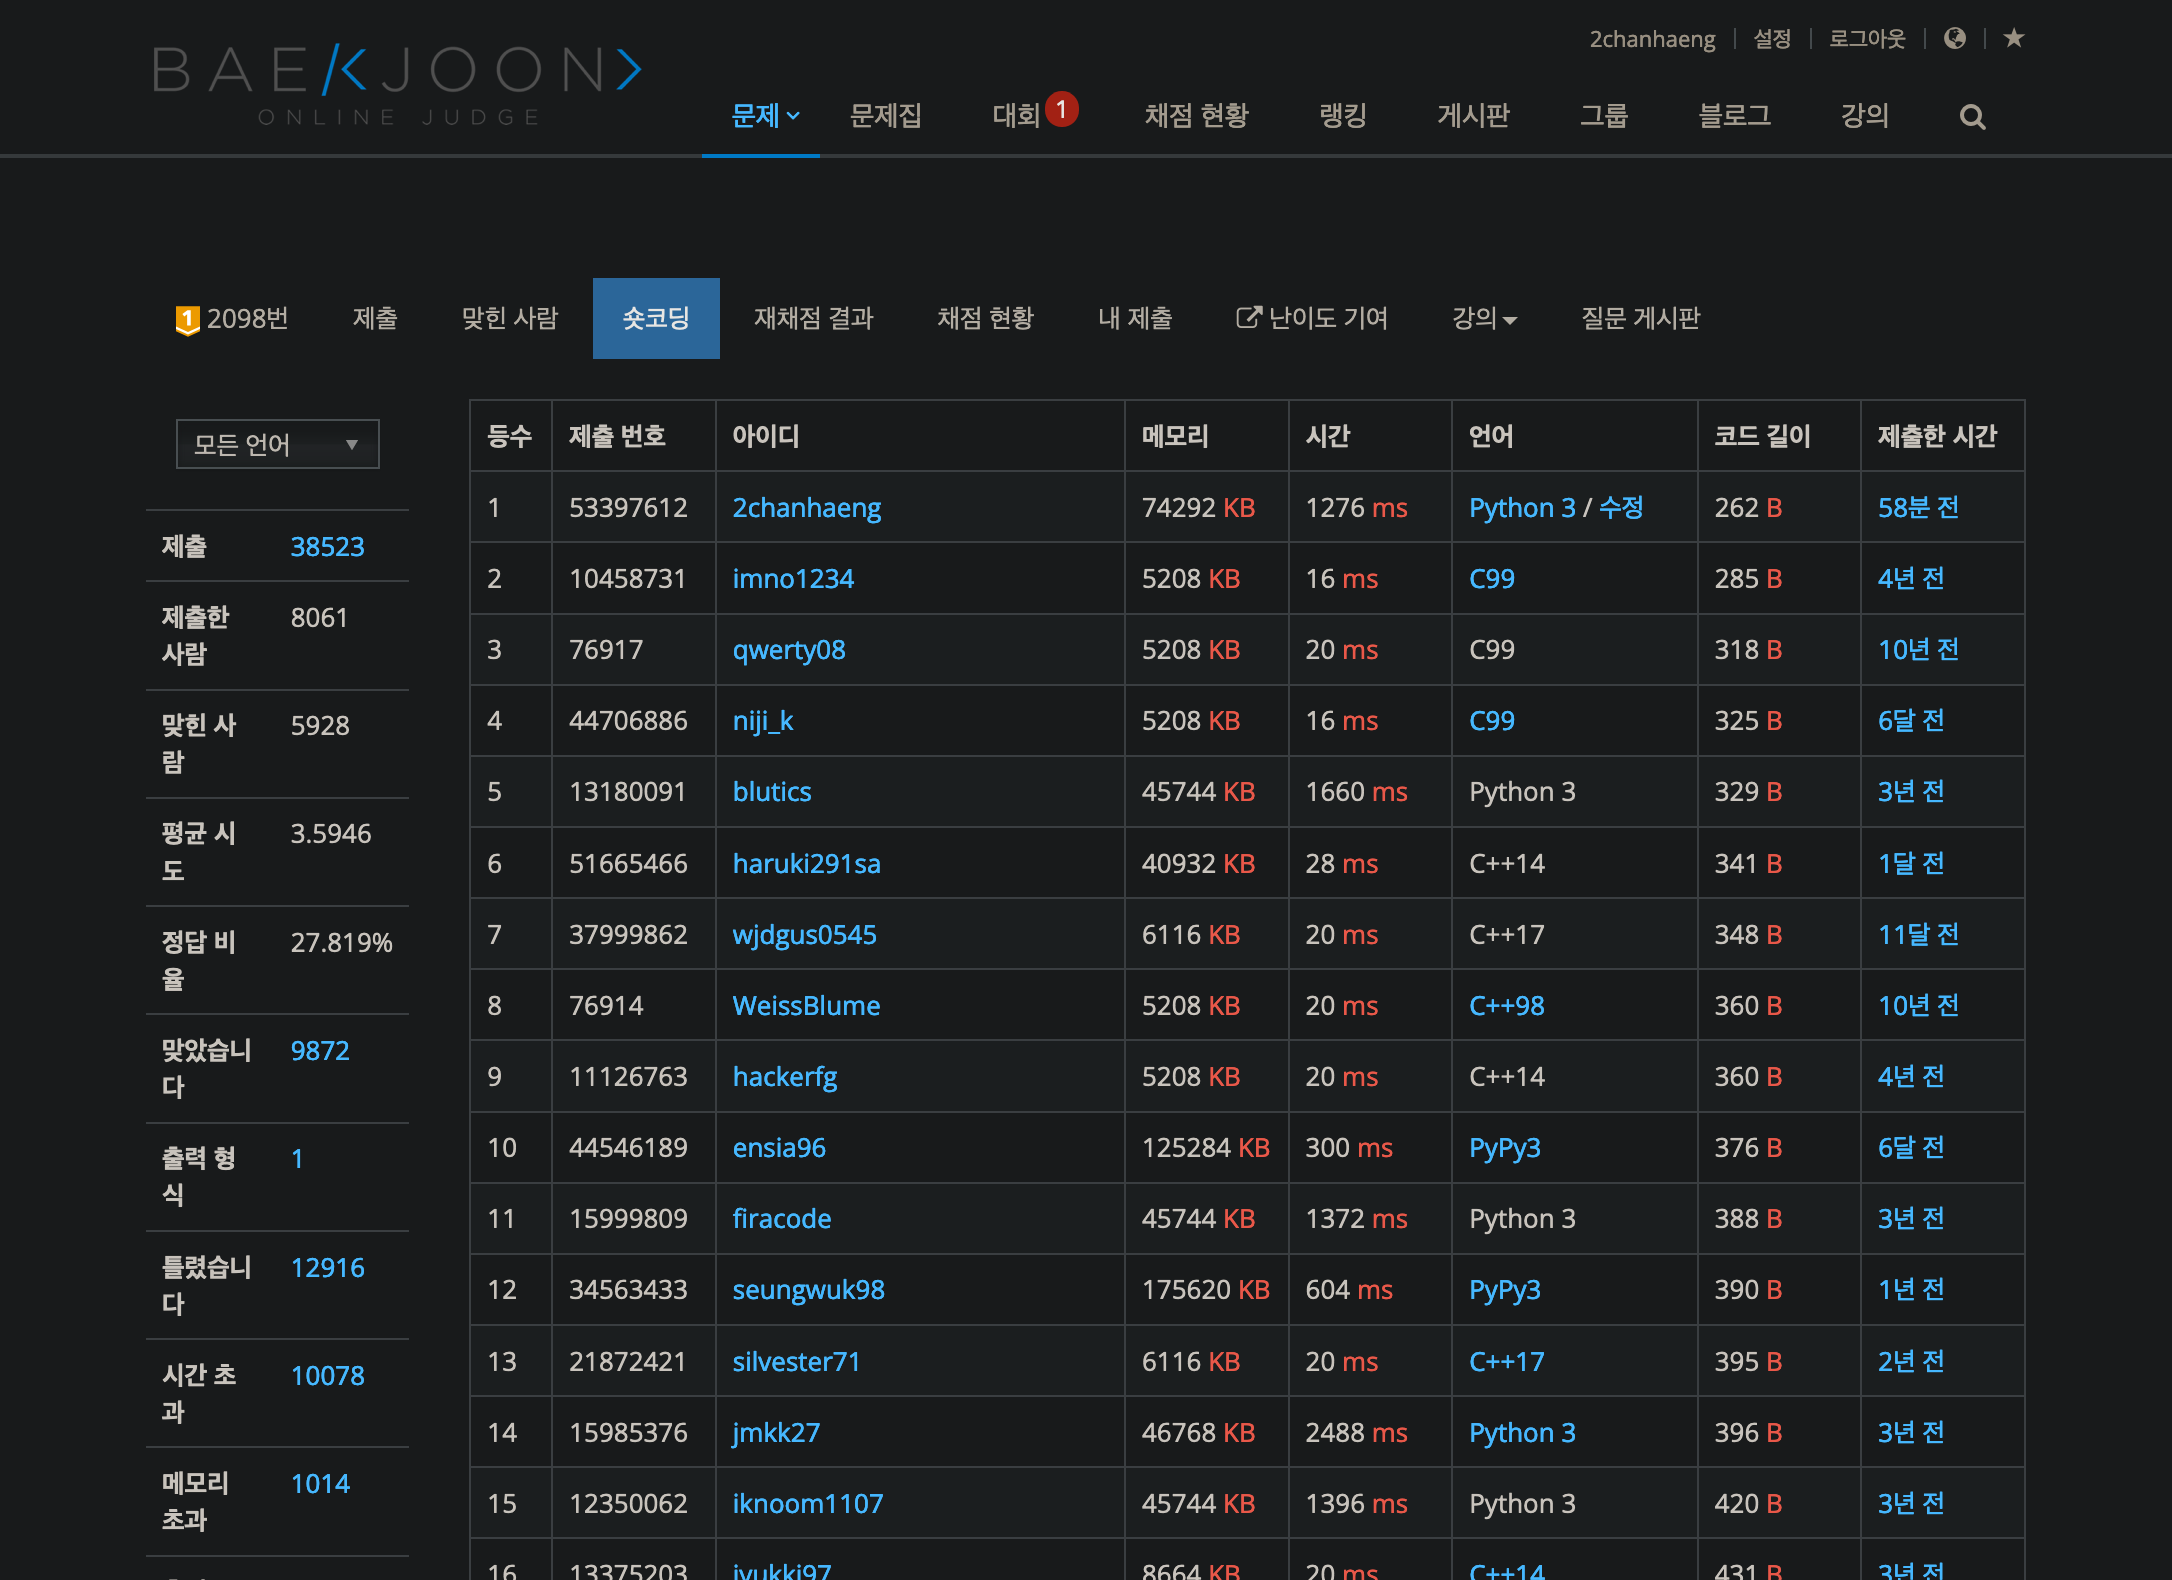 2chanhaeng 설정 로그아웃
BAEKJOON
ONLINE JUDGE
문제 문제집 대회 1 채점 현황 랭킹 게시판 그룹 블로그 강의
1 2098번 제출 맞힌 사람 숏코딩 재채점 결과 채점 현황 내 제출 난이도 기여 강의 질문 게시판
모든 언어
제출 38523
제출한 8061
사람
맞힌 사 5928
람
평균 시 3.5946
도
정답 비 27.819%
율
맞았습니 9872
다
출력 형 1
식
틀렸습니 12916
다
시간 초 10078
과
메모리 1014
초과
등수 제출 번호 아이디 메모리 시간 언어 코드 길이 제출한 시간
1 53397612 2chanhaeng 74292 KB 1276 ms Python 3 / 수정 262 B 58분 전
2 10458731 imno1234 5208 KB 16 ms C99 285 B 4년 전
3 76917 qwerty08 5208 KB 20 ms C99 318 B 10년 전
4 44706886 niji_k 5208 KB 16 ms C99 325 B 6달 전
5 13180091 blutics 45744 KB 1660 ms Python 3 329 B 3년 전
6 51665466 haruki291sa 40932 KB 28 ms C++14 341 B 1달 전
7 37999862 wjdgus0545 6116 KB 20 ms C++17 348 B 11달 전
8 76914 WeissBlume 5208 KB 20 ms C++98 360 B 10년 전
9 11126763 hackerfg 5208 KB 20 ms C++14 360 B 4년 전
10 44546189 ensia96 125284 KB 300 ms PyPy3 376 B 6달 전
11 15999809 firacode 45744 KB 1372 ms Python 3 388 B 3년 전
12 34563433 seungwuk98 175620 KB 604 ms PyPy3 390 B 1년 전
13 21872421 silvester71 6116 KB 20 ms C++17 395 B 2년 전
14 15985376 jmkk27 46768 KB 2488 ms Python 3 396 B 3년 전
15 12350062 iknoom1107 45744 KB 1396 ms Python 3 420 B 3년 전
16 13375203 8664 KB 20 ms C++14 431 B 3년 전